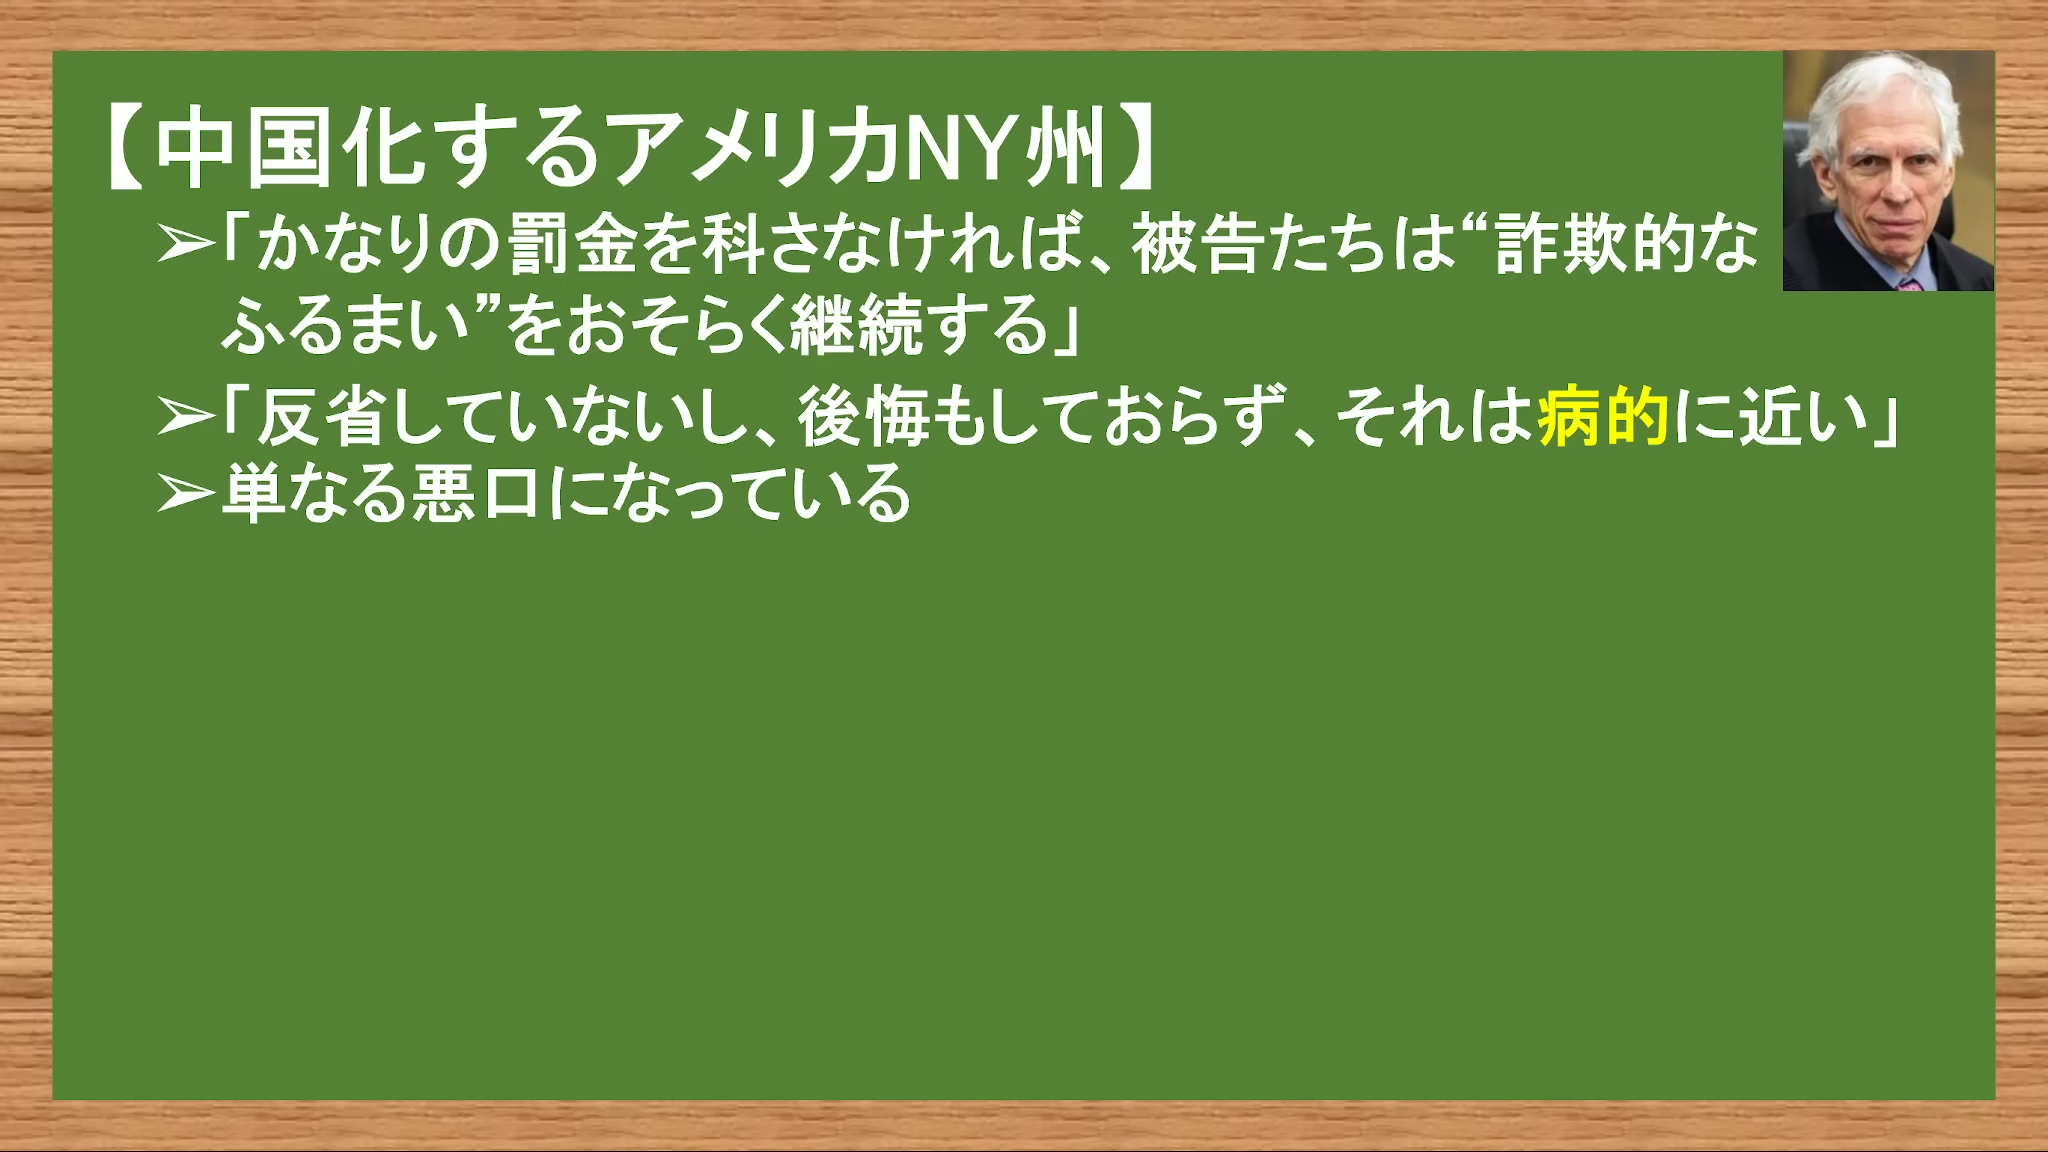 【中国化するアメリカNY州】
➢「かなりの罰金を科さなければ、被告たちは“詐欺的な
ふるまい”をおそらく継続する」
➢「反省していないし、後悔もしておらず、それは病的に近い」
➢単なる悪口になっている